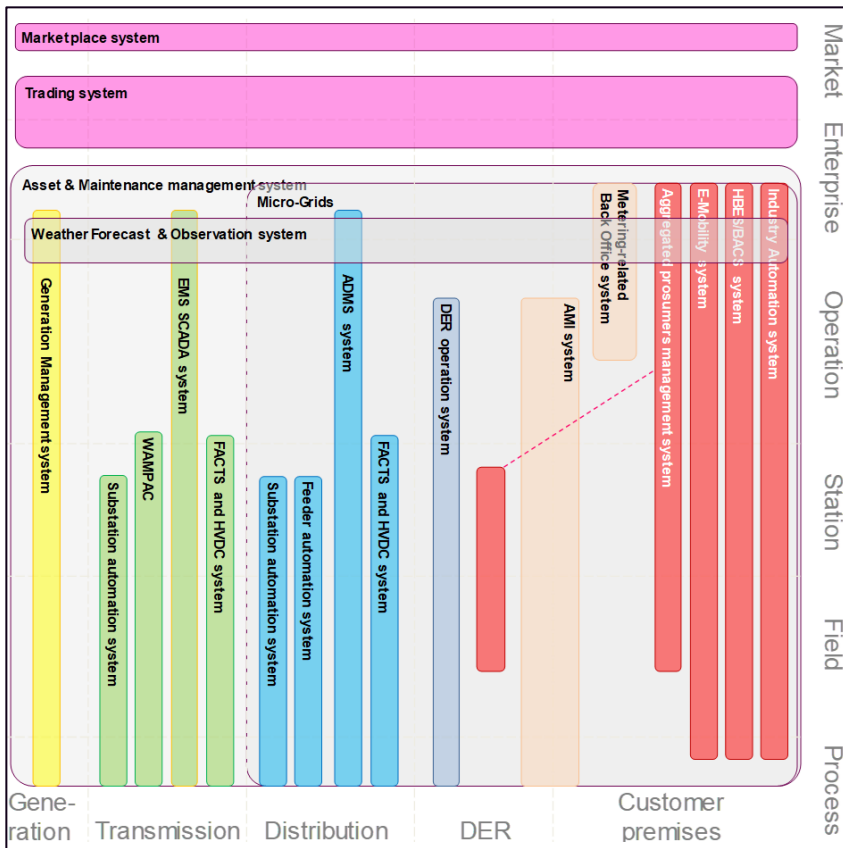 Marketplace system
Market
Trading system
Enterprise
Asset & Maintenance management system
Micro-Grids
Weather Forecast & Observation system
Generation Management system
Substation automation system
WAMPAC
EMS SCADA system
FACTS and HVDC system
Substation automation system
Feeder automation system
ADMS system
FACTS and HVDC system
DER operation system
AMI system
Metering-related
Back Office system
Aggregated prosumers management system
E-Mobility system
HBES/BACS system
Industry Automation system
Operation
Station
Field
Process
Gene-
ration
Transmission
Distribution
DER
Customer
premises